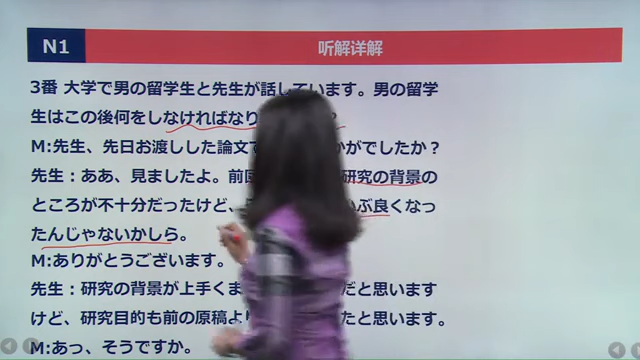 N1
听解详解
3番 大学で男の留学生と先生が話しています。男の留学
生はこの後何をしなければなり
M:先生、先日お渡しした論文 かがでしたか？
先生：ああ、見ましたよ。前 研究の背景の
ところが不十分だったけど、 ぶ良くなっ
たんじゃないかしら。
M:ありがとうございます。
先生：研究の背景が上手く だと思います
けど、研究目的も前の原稿よ たと思います。
M:あっ、そうですか。